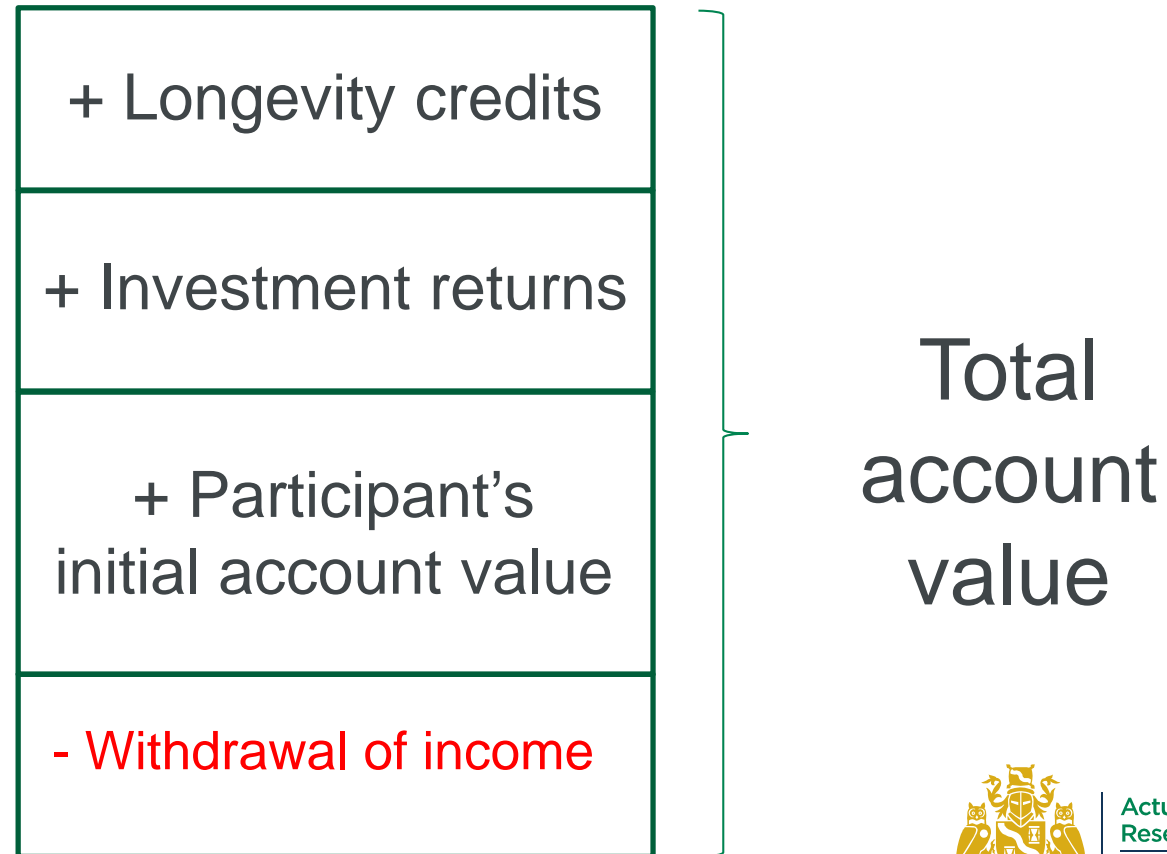 + Longevity credits
+ Investment returns
+ Participant’s
initial account value
- Withdrawal of income
Total
account
value